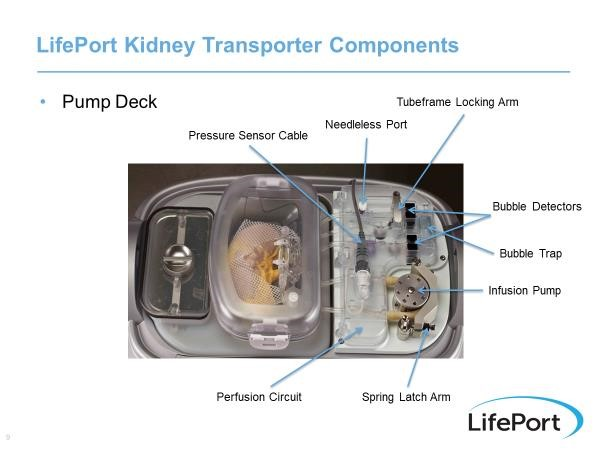 LifePort Kidney Transporter Components
• Pump Deck
Tubeframe Locking Arm
Needleless Port
Pressure Sensor Cable
Bubble Detectors
Bubble Trap
Infusion Pump
Perfusion Circuit
Spring Latch Arm
LifePort
9